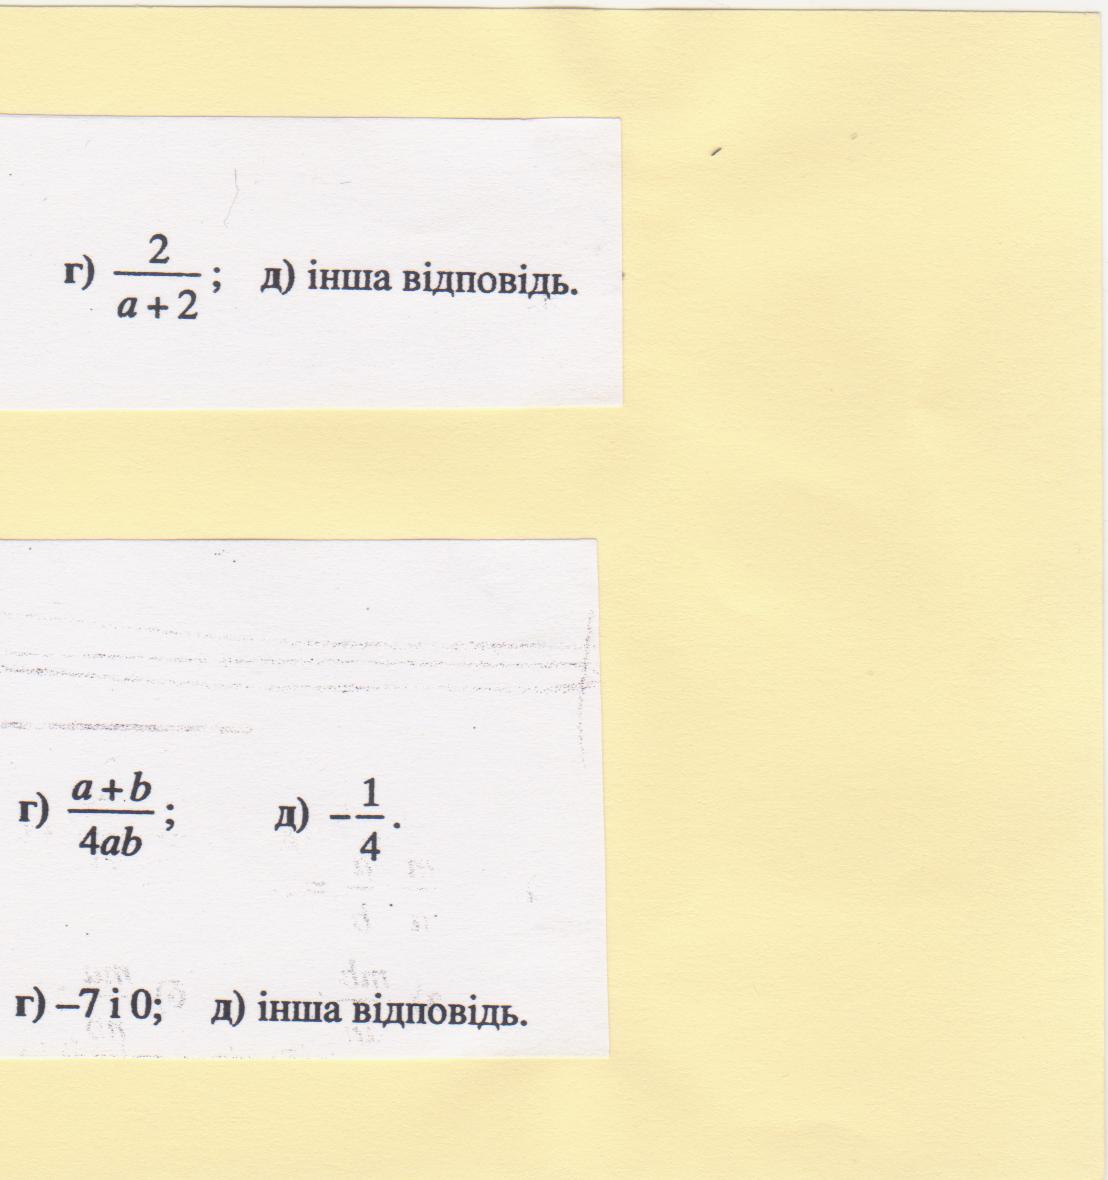 г) 2/(a + 2); д) інша відповідь.
г) (a + b)/(4ab); д) –1/4.
г) –7 і 0; д) інша відповідь.